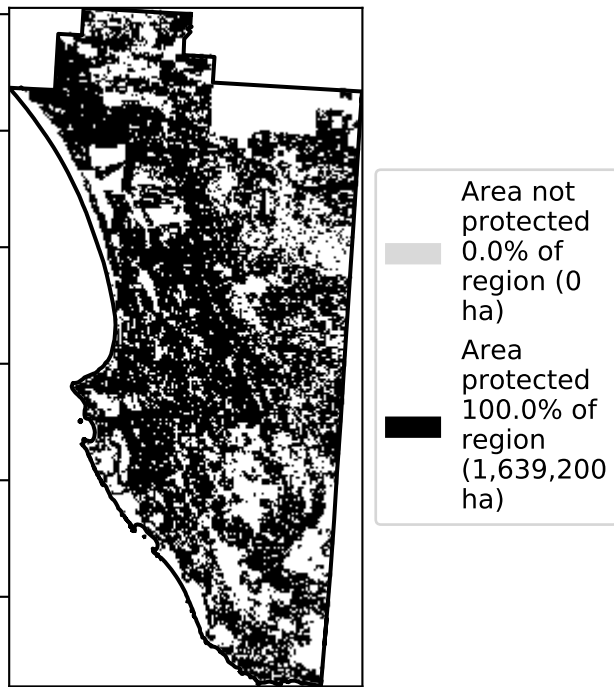 Area not
protected
0.0% of
region (0
ha)
Area
protected
100.0% of
region
(1,639,200
ha)